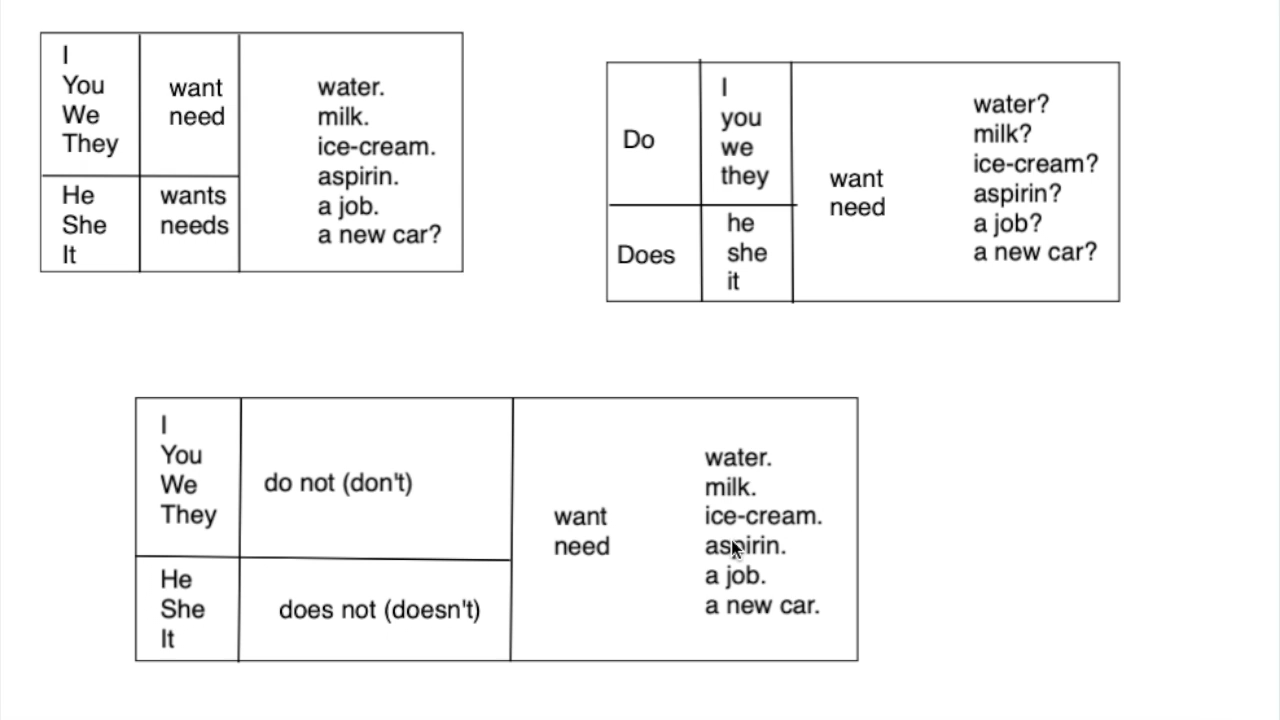 I
You
We
They
want
need
He
She
It
wants
needs
water.
milk.
ice-cream.
aspirin.
a job.
a new car?
Do
I
you
we
they
Does
he
she
it
want
need
water?
milk?
ice-cream?
aspirin?
a job?
a new car?
I
You
We
They
do not (don't)
He
She
It
does not (doesn't)
want
need
water.
milk.
ice-cream.
aspirin.
a job.
a new car.